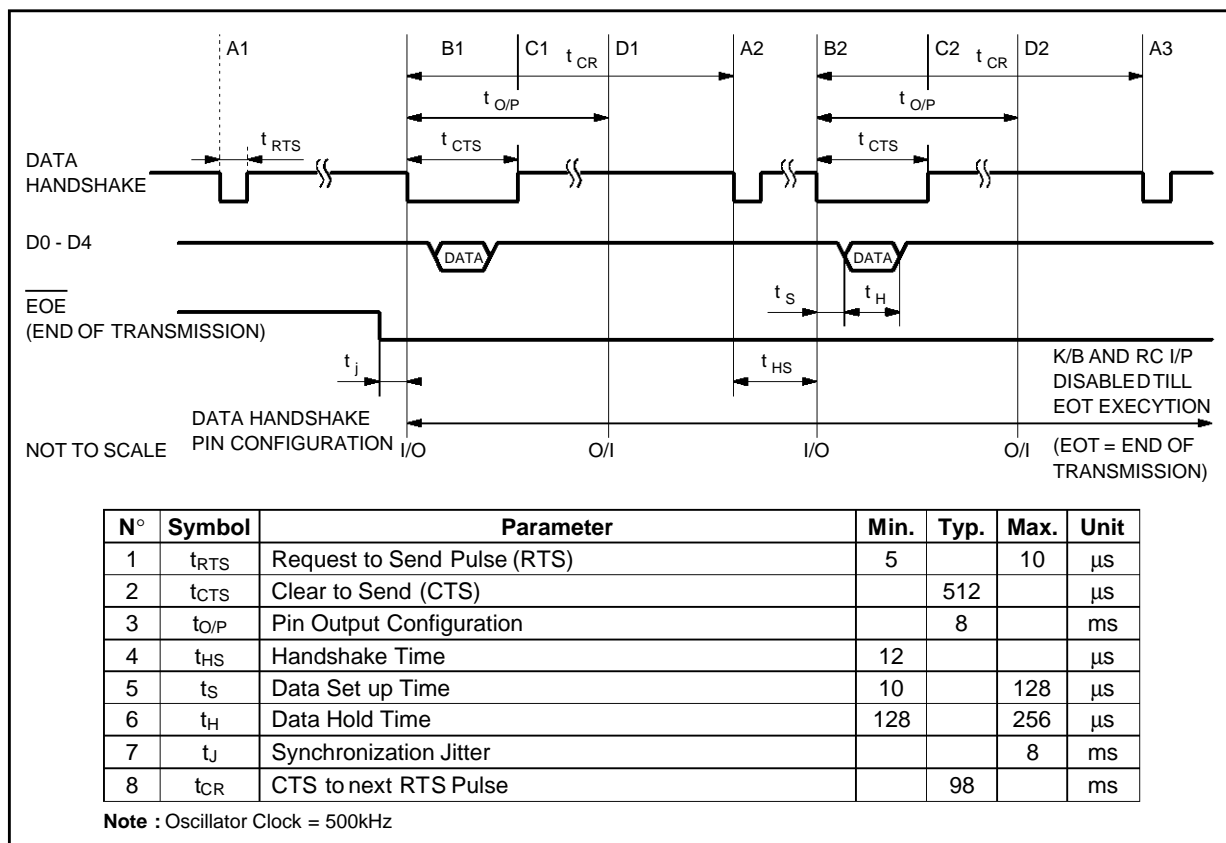 A1 B1 C1 D1 A2 B2 C2 D2 A3
t CR t CR
t O/P t O/P
t RTS t CTS t CTS
DATA
HANDSHAKE
D0 - D4
DATA DATA
EOE
(END OF TRANSMISSION)
t S t H
t j t HS
K/B AND RC I/P
DISABLED TILL
EOT EXECYTION
DATA HANDSHAKE
PIN CONFIGURATION
NOT TO SCALE
I/O O/I I/O O/I
(EOT = END OF
TRANSMISSION)
N° Symbol Parameter Min. Typ. Max. Unit
1 tRTS Request to Send Pulse (RTS) 5 10 µs
2 tCTS Clear to Send (CTS) 512 µs
3 tO/P Pin Output Configuration 8 ms
4 tHS Handshake Time 12 µs
5 tS Data Set up Time 10 128 µs
6 tH Data Hold Time 128 256 µs
7 tJ Synchronization Jitter 8 ms
8 tCR CTS to next RTS Pulse 98 ms
Note : Oscillator Clock = 500kHz